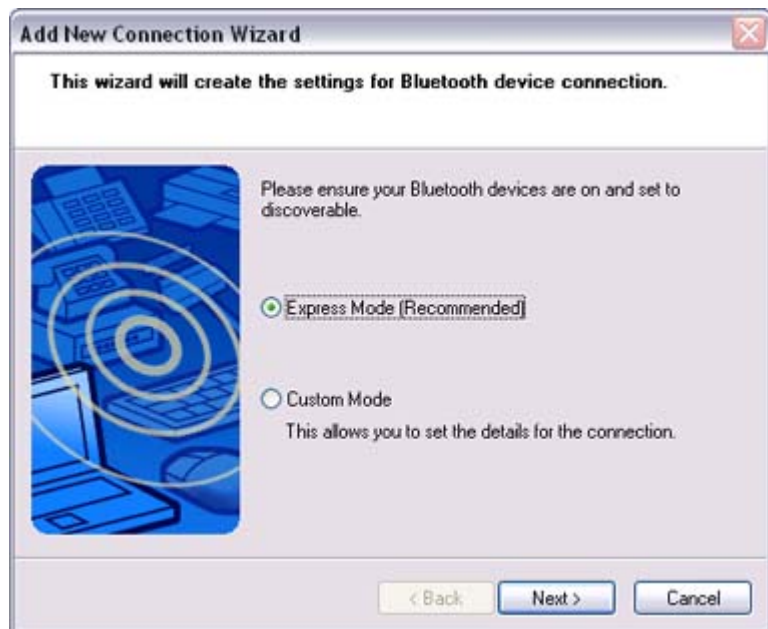 Add New Connection Wizard
This wizard will create the settings for Bluetooth device connection.
Please ensure your Bluetooth devices are on and set to
discoverable.
Express Mode (Recommended)
Custom Mode
This allows you to set the details for the connection.
< Back
Next >
Cancel